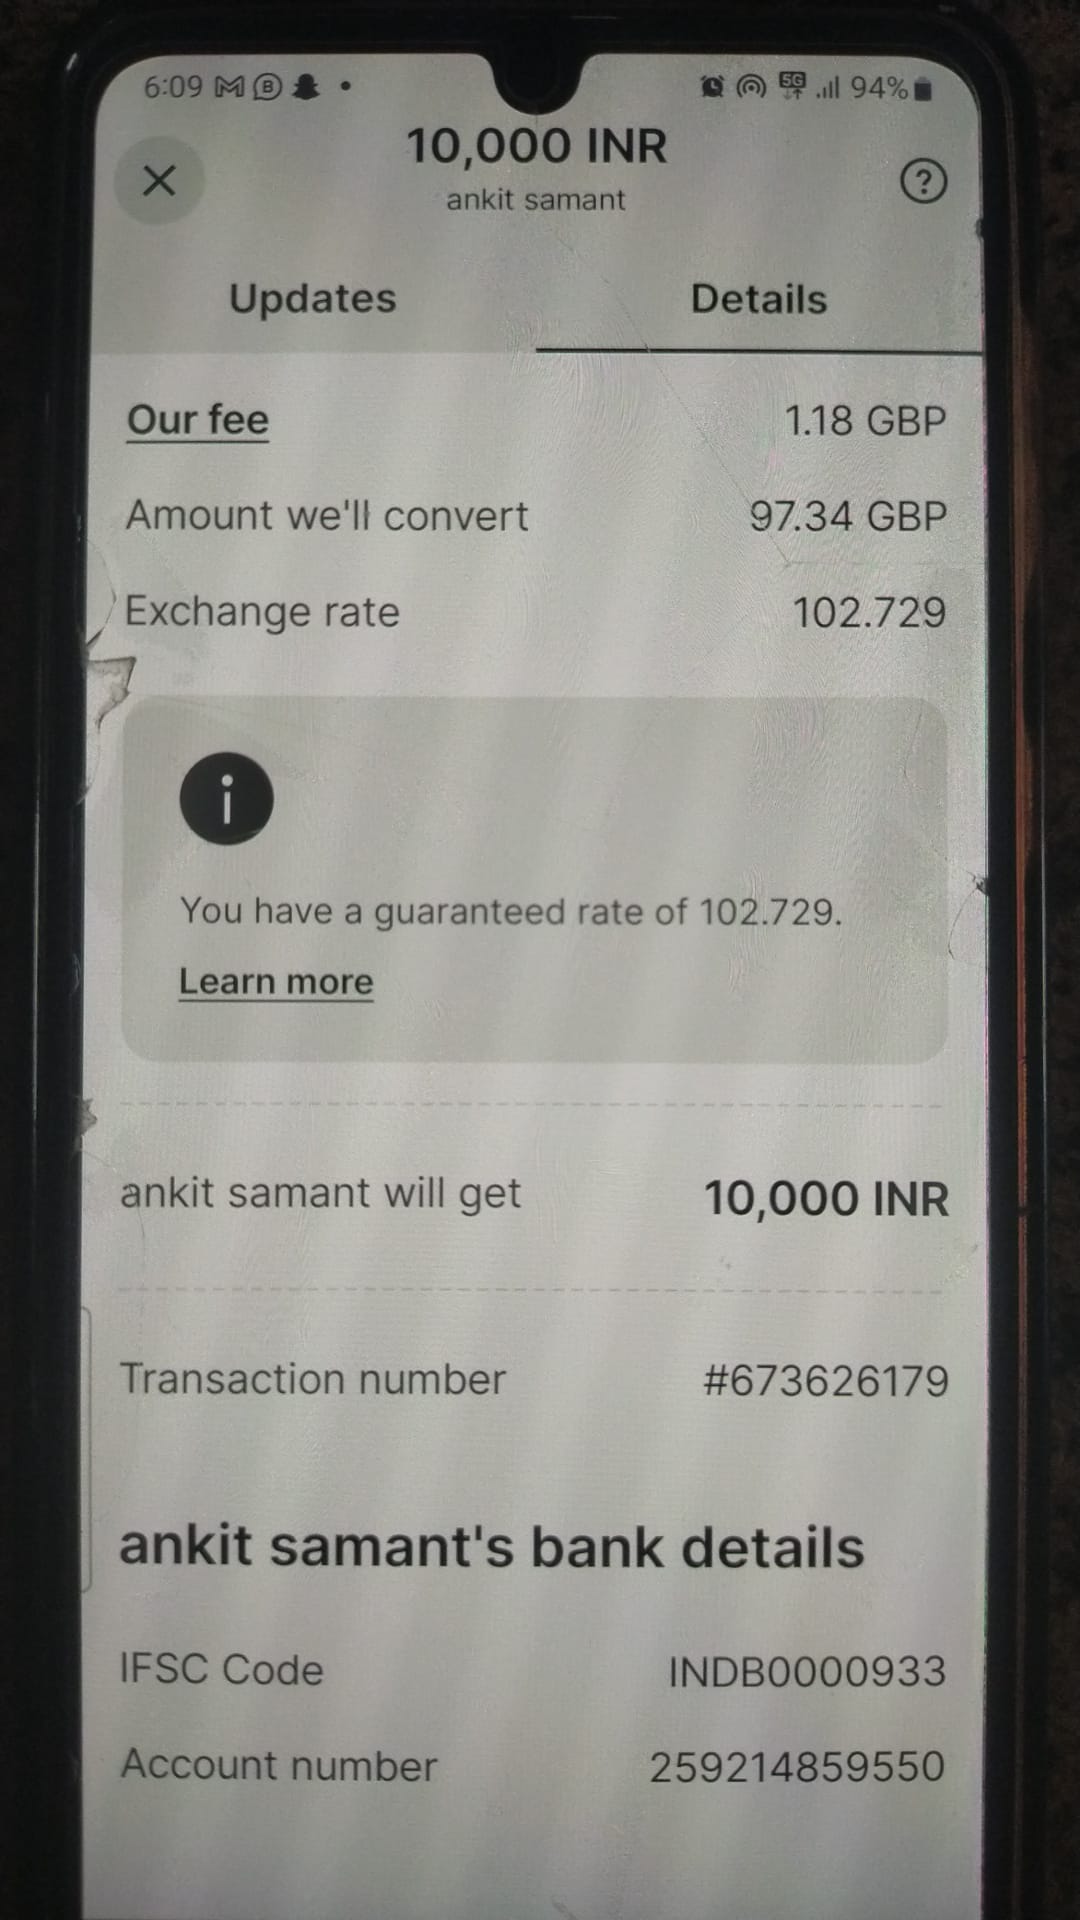 6:09
5G
94%
10,000 INR
ankit samant
Updates
Details
Our fee
1.18 GBP
Amount we'll convert
97.34 GBP
Exchange rate
102.729
You have a guaranteed rate of 102.729.
Learn more
ankit samant will get
10,000 INR
Transaction number
#673626179
ankit samant's bank details
IFSC Code
INDB0000933
Account number
259214859550